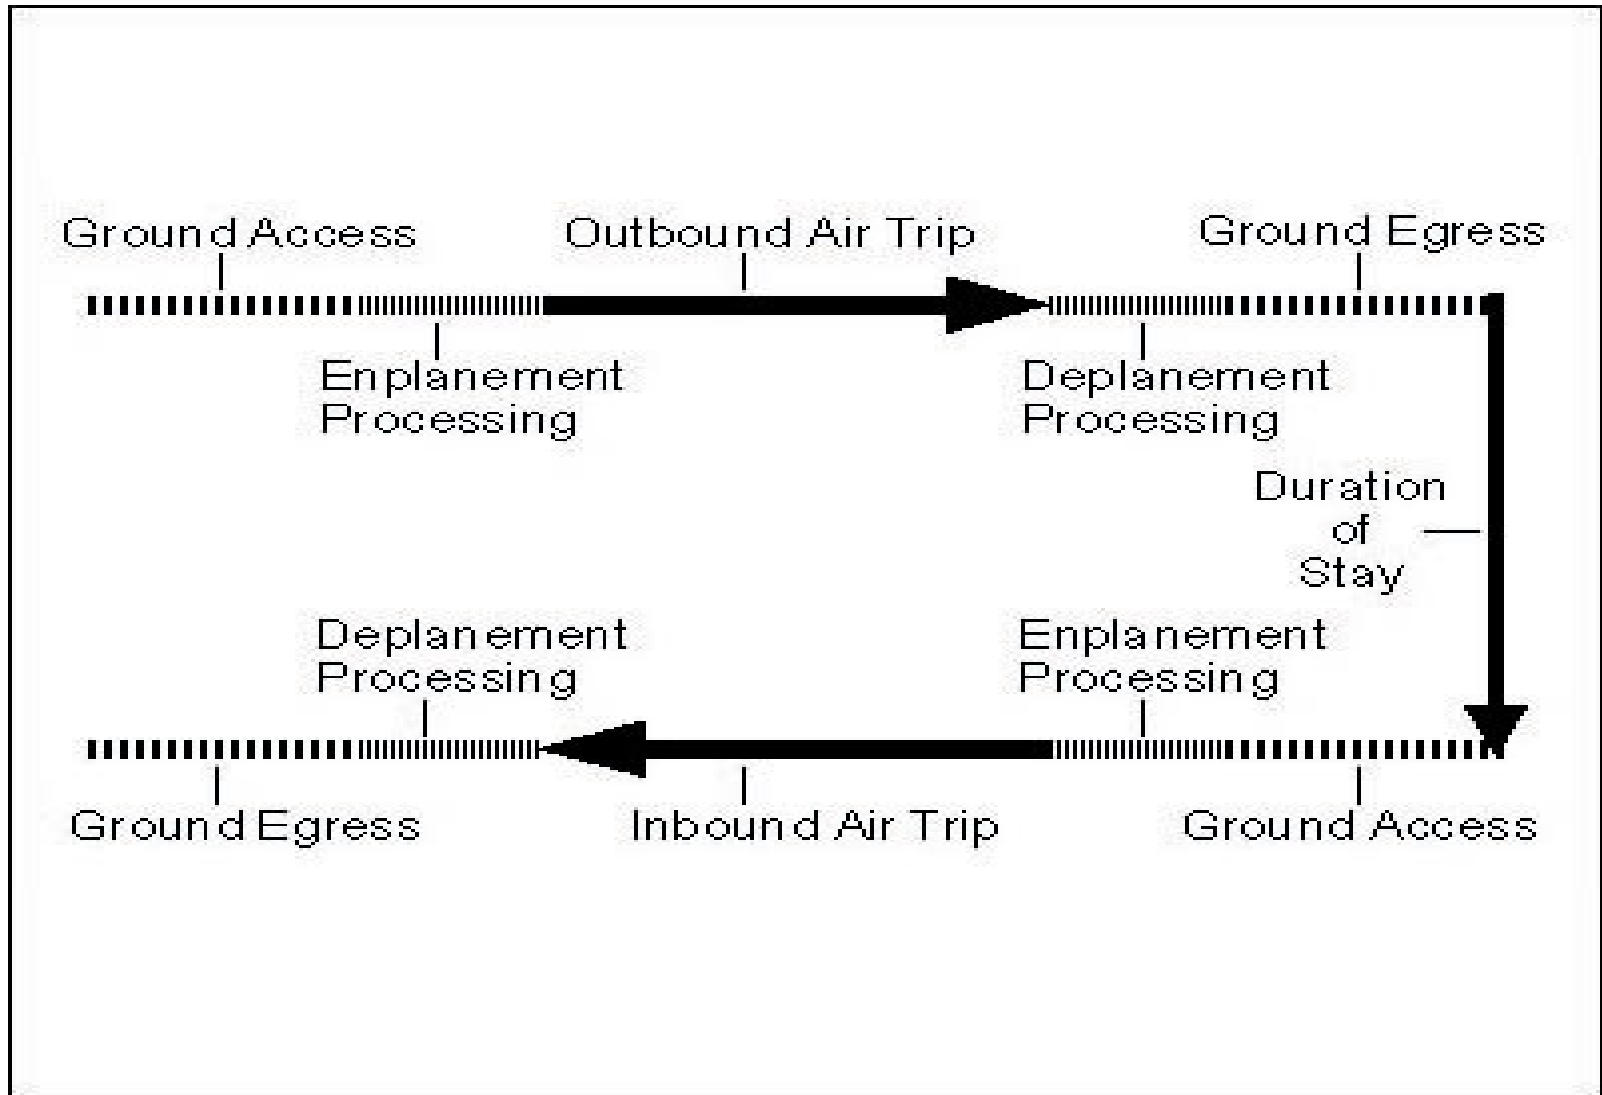 Ground Access
Outbound Air Trip
Ground Egress
Enplanement
Processing
Deplanement
Processing
Duration
of
Stay
Deplanement
Processing
Enplanement
Processing
Ground Egress
Inbound Air Trip
Ground Access